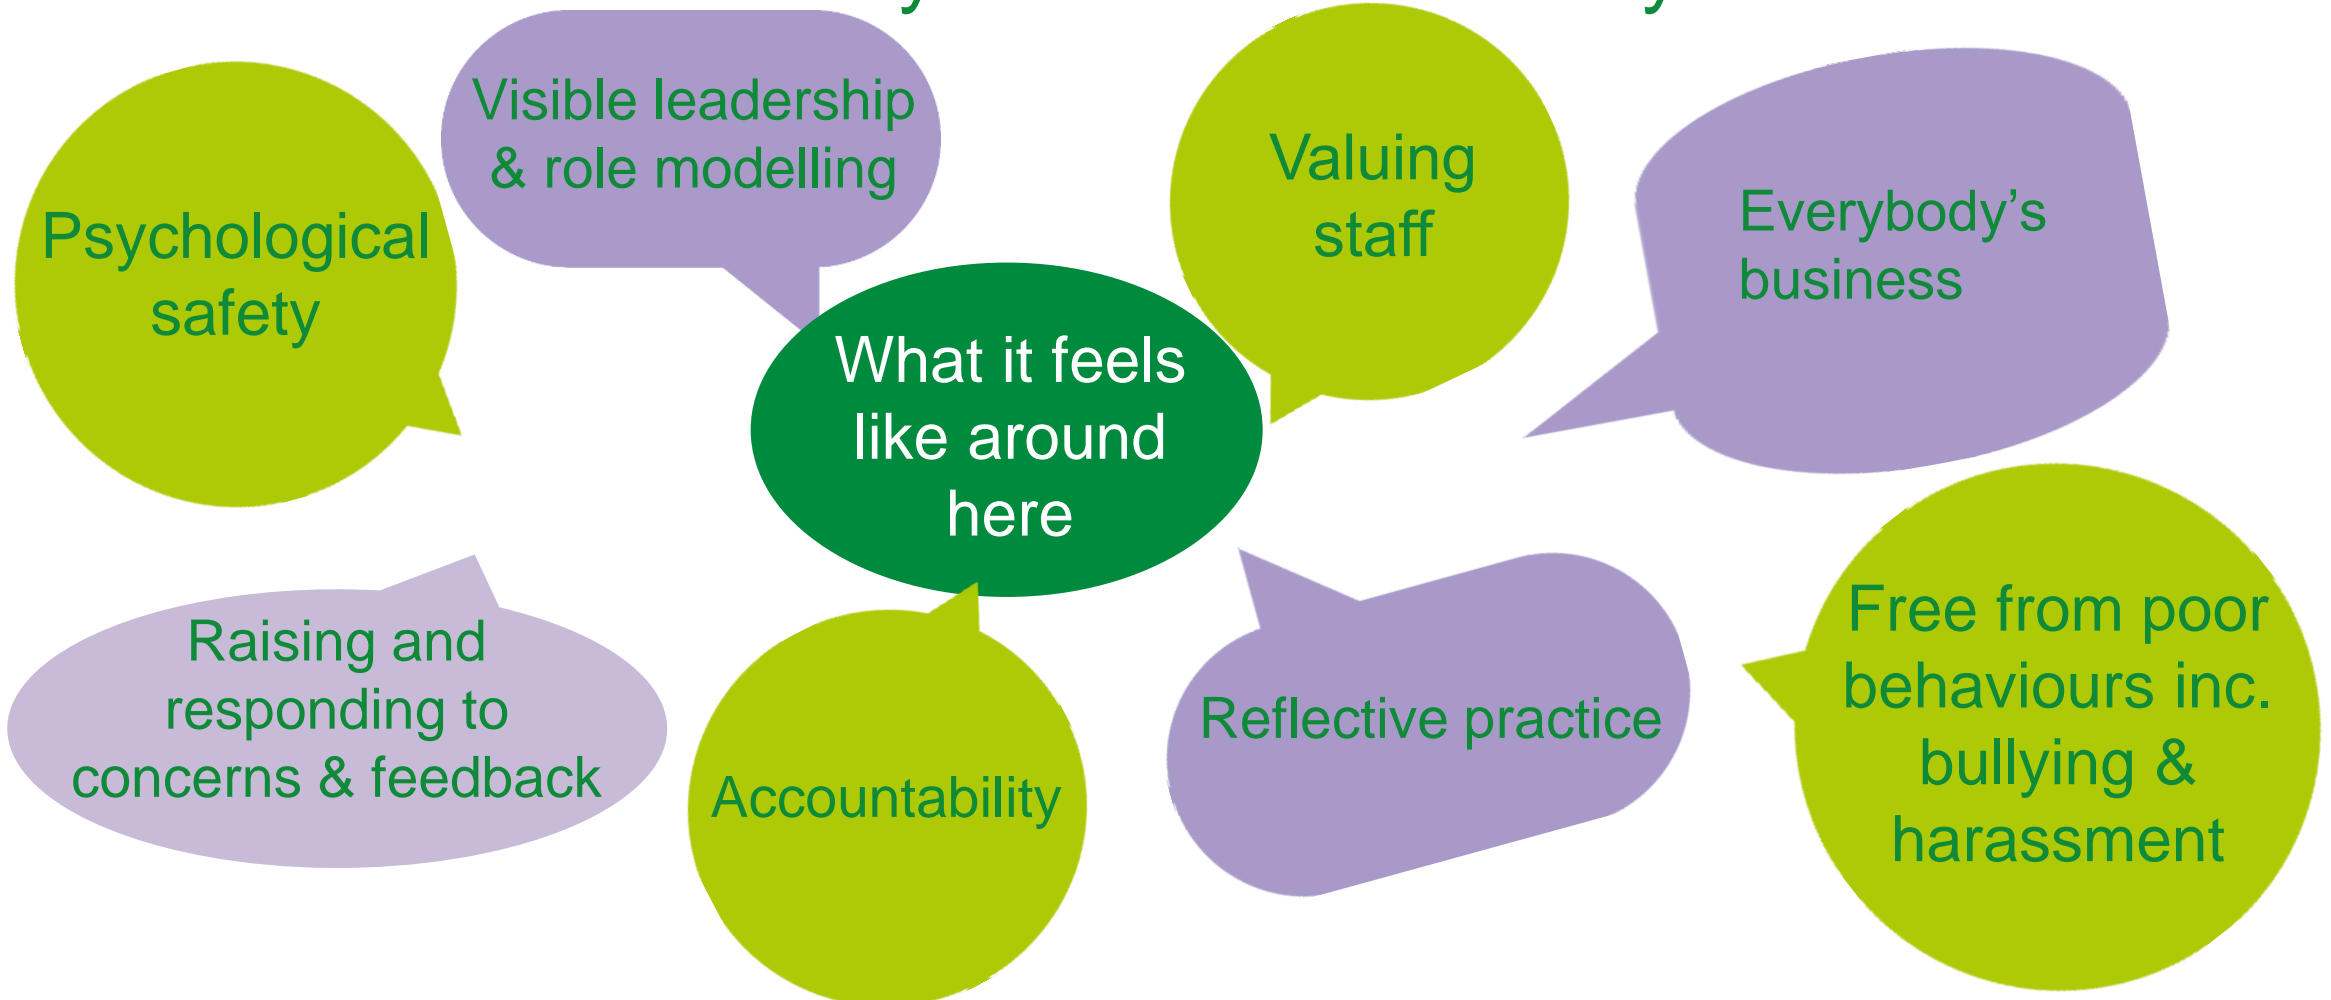 Visible leadership
& role modelling
Psychological
safety
Valuing
staff
Everybody’s
business
What it feels
like around
here
Raising and
responding to
concerns & feedback
Accountability
Reflective practice
Free from poor
behaviours inc.
bullying &
harassment